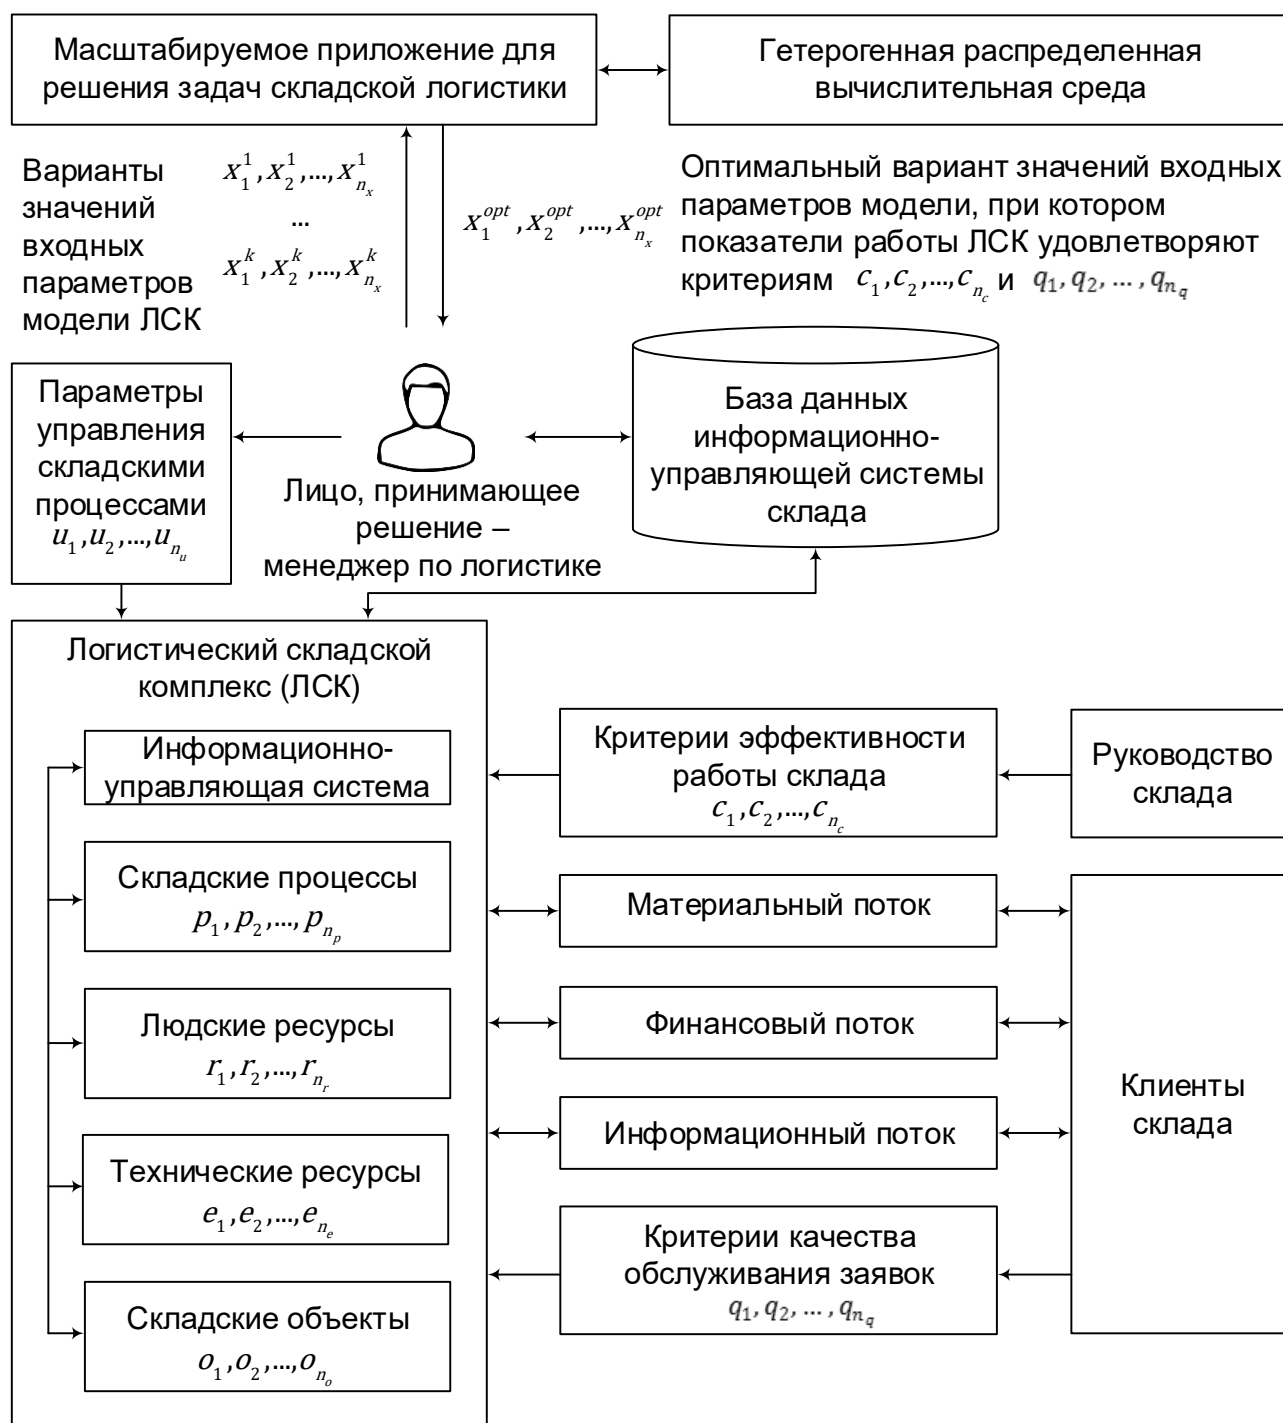 Масштабируемое приложение для
решения задач складской логистики
Гетерогенная распределенная
вычислительная среда
Варианты
значений
входных
параметров
модели ЛСК
x_1^1, x_2^1, ..., x_{n_x}^1
...
x_1^k, x_2^k, ..., x_{n_x}^k
x_1^{opt}, x_2^{opt}, ..., x_{n_x}^{opt}
Оптимальный вариант значений входных
параметров модели, при котором
показатели работы ЛСК удовлетворяют
критериям c_1, c_2, ..., c_{n_c} и q_1, q_2, ... , q_{n_q}
Параметры
управления
складскими
процессами
u_1, u_2, ..., u_{n_u}
Лицо, принимающее
решение –
менеджер по логистике
База данных
информационно-
управляющей системы
склада
Логистический складской
комплекс (ЛСК)
Информационно-
управляющая система
Складские процессы
p_1, p_2, ..., p_{n_p}
Людские ресурсы
r_1, r_2, ..., r_{n_r}
Технические ресурсы
e_1, e_2, ..., e_{n_e}
Складские объекты
o_1, o_2, ..., o_{n_o}
Критерии эффективности
работы склада
c_1, c_2, ..., c_{n_c}
Материальный поток
Финансовый поток
Информационный поток
Критерии качества
обслуживания заявок
q_1, q_2, ... , q_{n_q}
Руководство
склада
Клиенты
склада